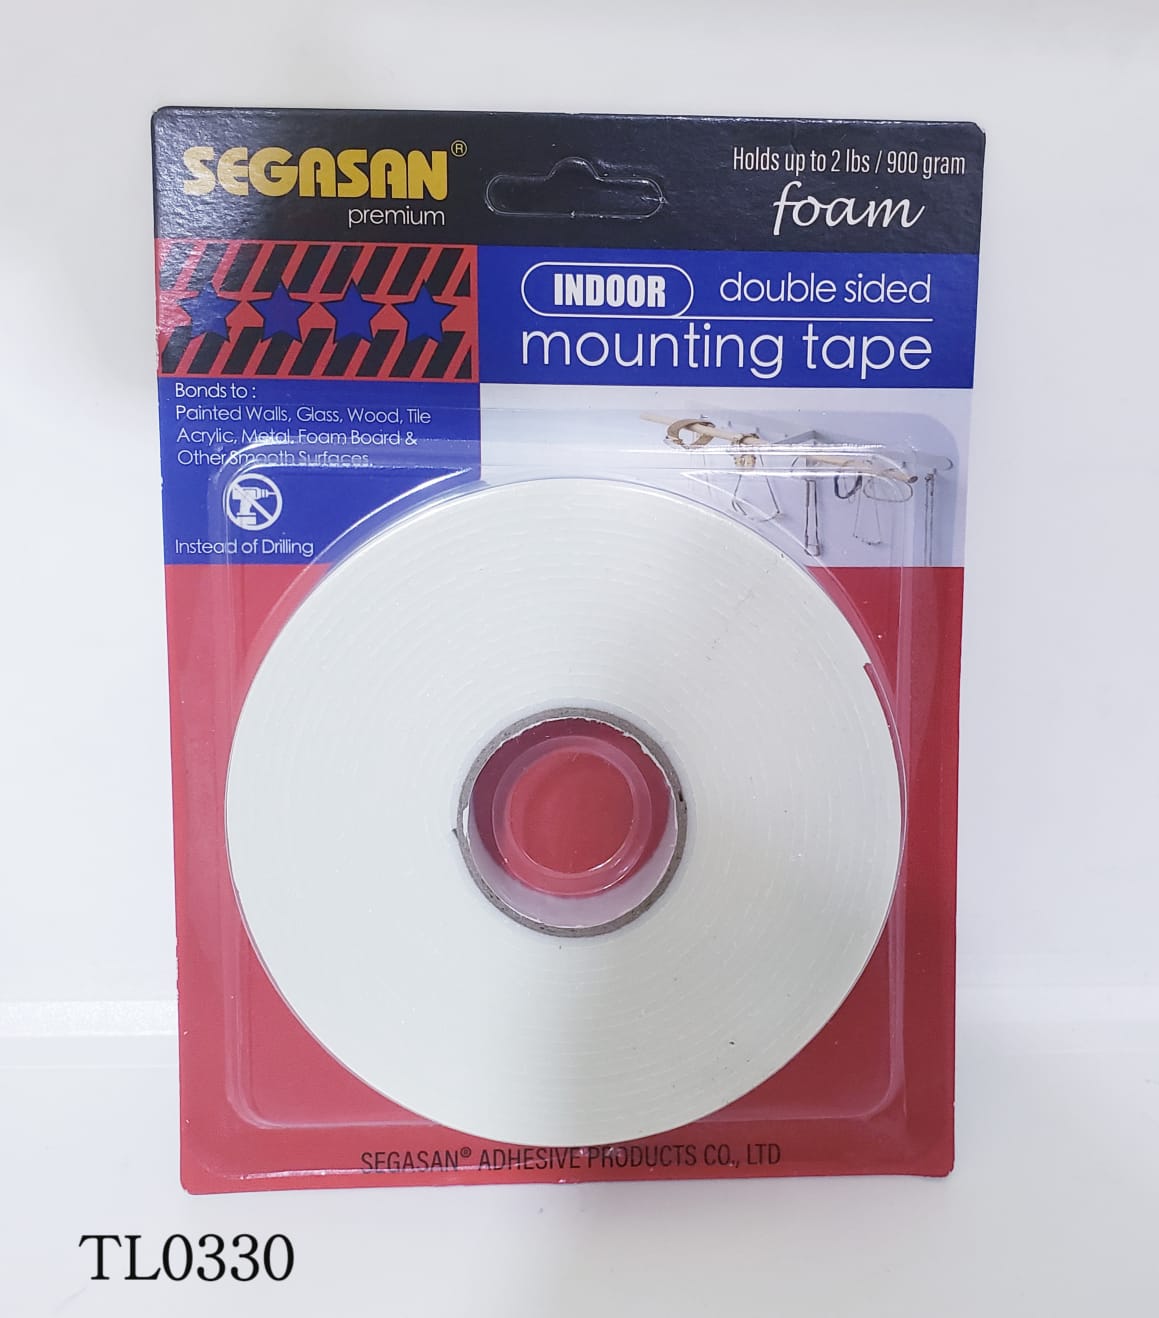 SEGASAN®
premium
Holds up to 2 lbs / 900 gram
foam
INDOOR double sided
mounting tape
Bonds to :
Painted Walls, Glass, Wood, Tile
Acrylic, Metal, Foam Board &
Other Smooth Surfaces.
Instead of Drilling
SEGASAN® ADHESIVE PRODUCTS CO., LTD
TL0330